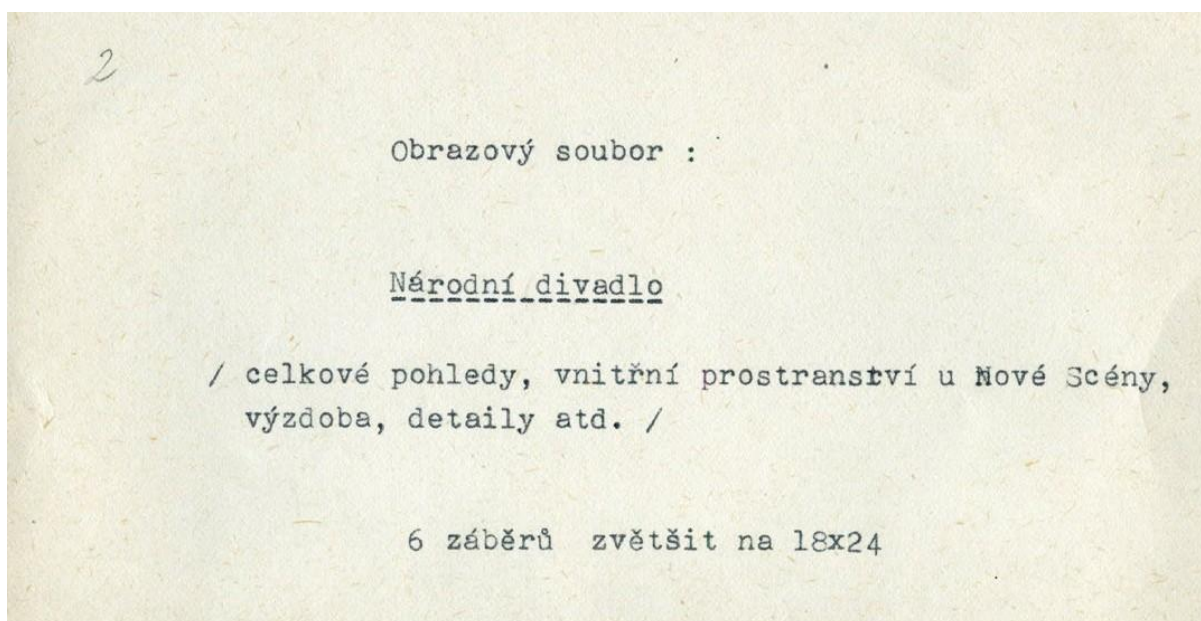 2
Obrazový soubor :
Národní divadlo
/ celkové pohledy, vnitřní prostranství u Nové Scény,
výzdoba, detaily atd. /
6 záběrů zvětšit na 18x24